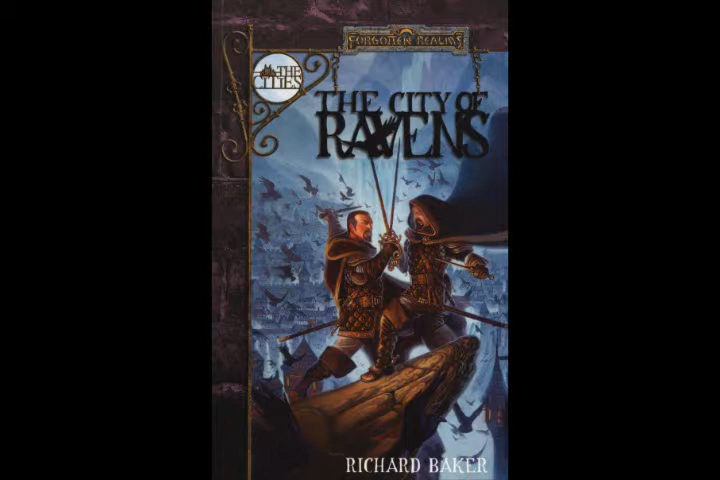 FORGOTTEN REALMS
THE
CITIES
THE CITY OF
RAVENS
RICHARD BAKER